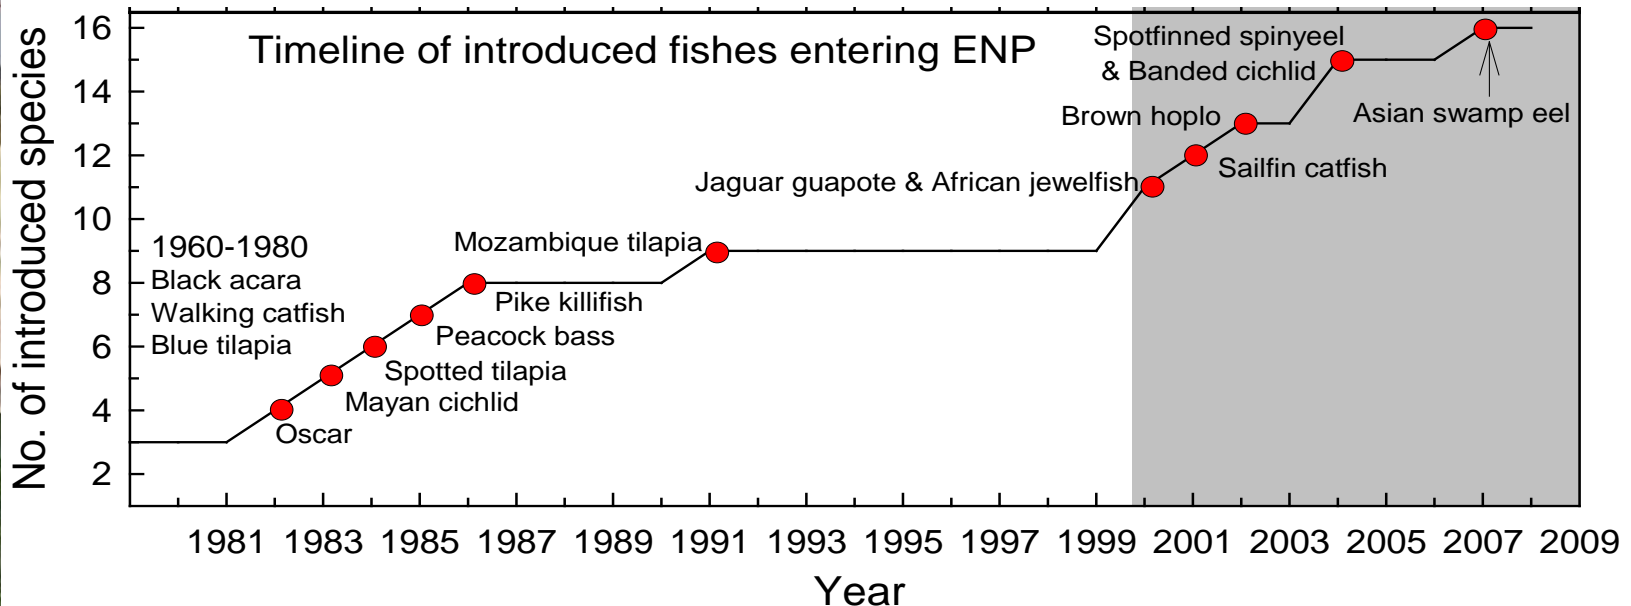 Timeline of introduced fishes entering ENP
No. of introduced species
16
14
12
10
8
6
4
2
1960-1980
Black acara
Walking catfish
Blue tilapia
Oscar
Mayan cichlid
Spotted tilapia
Peacock bass
Pike killifish
Mozambique tilapia
Jaguar guapote & African jewelfish
Sailfin catfish
Brown hoplo
Spotfinned spinyeel
& Banded cichlid
Asian swamp eel
1981 1983 1985 1987 1989 1991 1993 1995 1997 1999 2001 2003 2005 2007 2009
Year